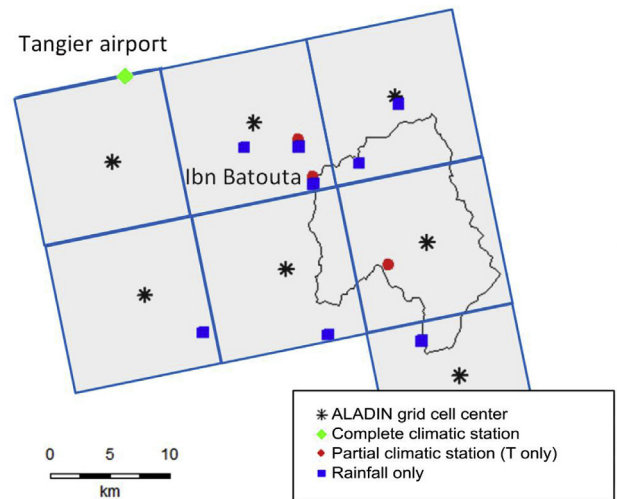 Tangier airport
Ibn Batouta
ALADIN grid cell center
Complete climatic station
Partial climatic station (T only)
Rainfall only
0 5 10
km